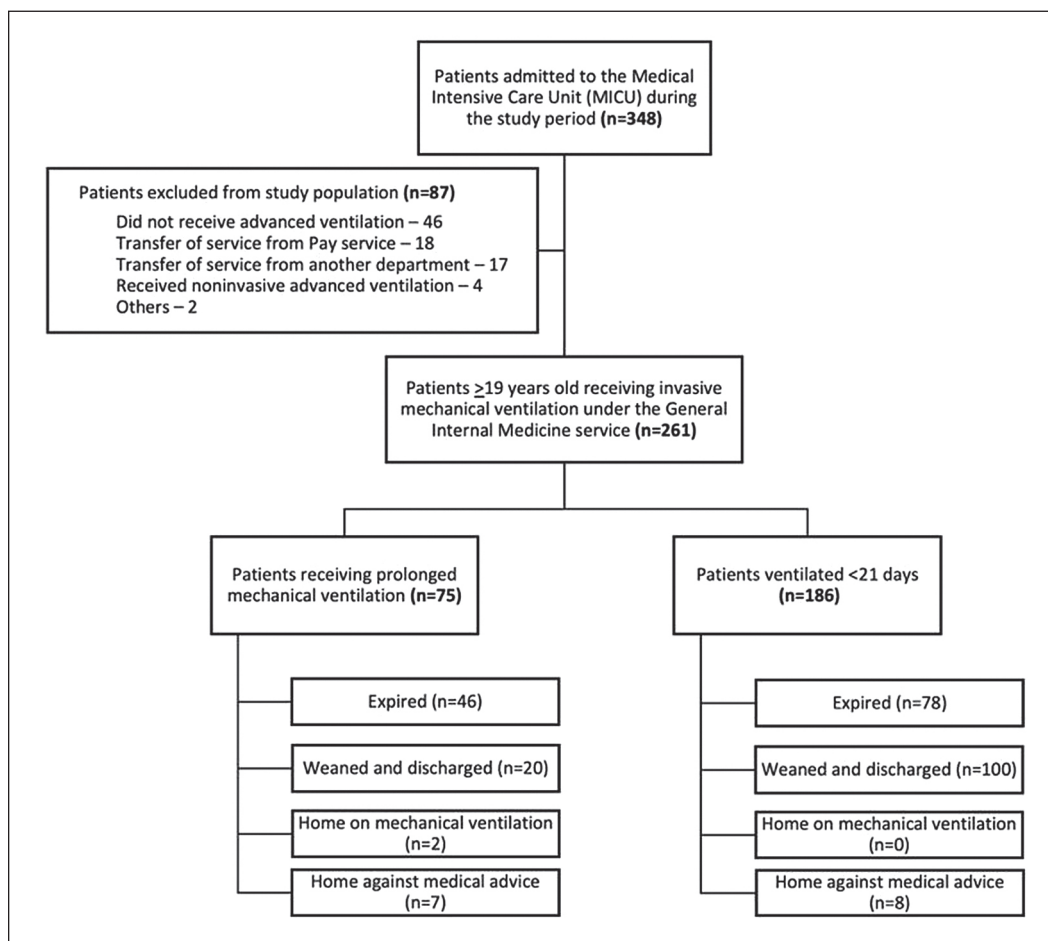 Patients admitted to the Medical
Intensive Care Unit (MICU) during
the study period (n=348)
Patients excluded from study population (n=87)
Did not receive advanced ventilation – 46
Transfer of service from Pay service – 18
Transfer of service from another department – 17
Received noninvasive advanced ventilation – 4
Others – 2
Patients ≥19 years old receiving invasive
mechanical ventilation under the General
Internal Medicine service (n=261)
Patients receiving prolonged
mechanical ventilation (n=75)
Expired (n=46)
Weaned and discharged (n=20)
Home on mechanical ventilation
(n=2)
Home against medical advice
(n=7)
Patients ventilated <21 days
(n=186)
Expired (n=78)
Weaned and discharged (n=100)
Home on mechanical ventilation
(n=0)
Home against medical advice
(n=8)